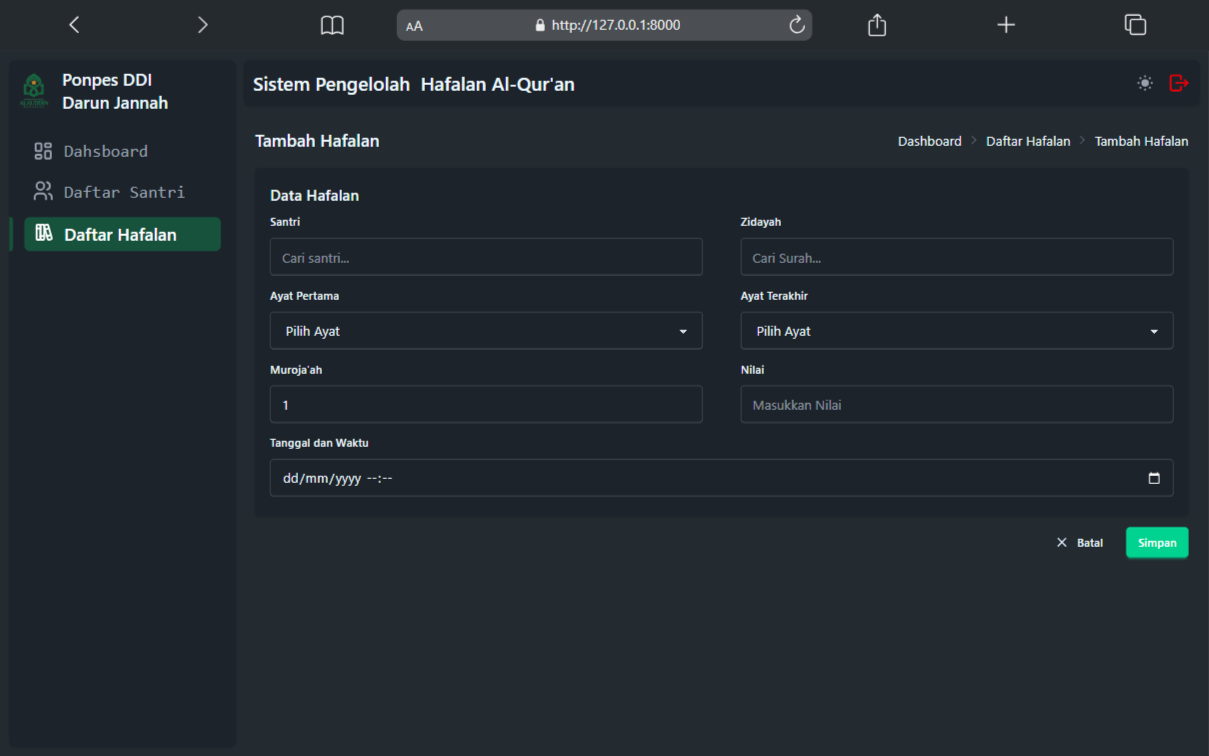 AA
http://127.0.0.1:8000
Ponpes DDI
Darun Jannah
Sistem Pengelolah Hafalan Al-Qur'an
Dahsboard
Daftar Santri
Daftar Hafalan
Tambah Hafalan
Dashboard > Daftar Hafalan > Tambah Hafalan
Data Hafalan
Santri
Zidayah
Cari santri...
Cari Surah...
Ayat Pertama
Ayat Terakhir
Pilih Ayat
Pilih Ayat
Muroja'ah
Nilai
1
Masukkan Nilai
Tanggal dan Waktu
dd/mm/yyyy --:--
Batal
Simpan